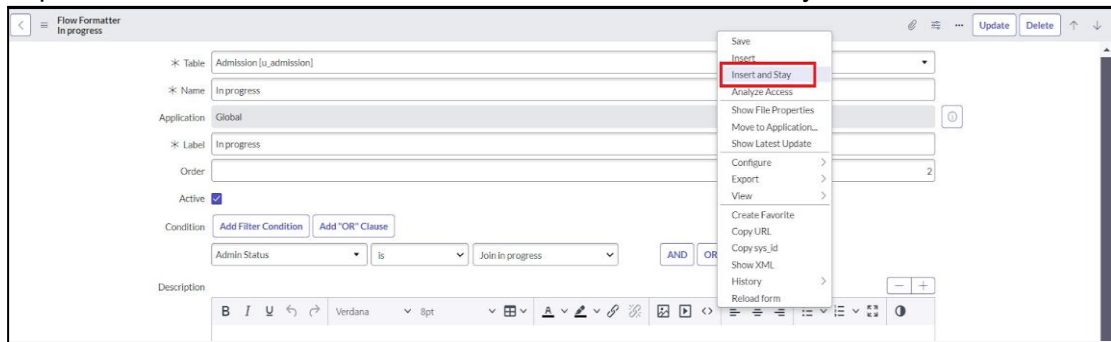 Flow Formatter
In progress
Update Delete
Save
Insert
Insert and Stay
Analyze Access
Show File Properties
Move to Application...
Show Latest Update
Configure
Export
View
Create Favorite
Copy URL
Copy sys_id
Show XML
History
Reload form
* Table Admission [u_admission]
* Name In progress
Application Global
* Label In progress
Order 2
Active
Condition Add Filter Condition Add "OR" Clause
Admin Status is Join in progress AND OR
Description
B I U Verdana 8pt A